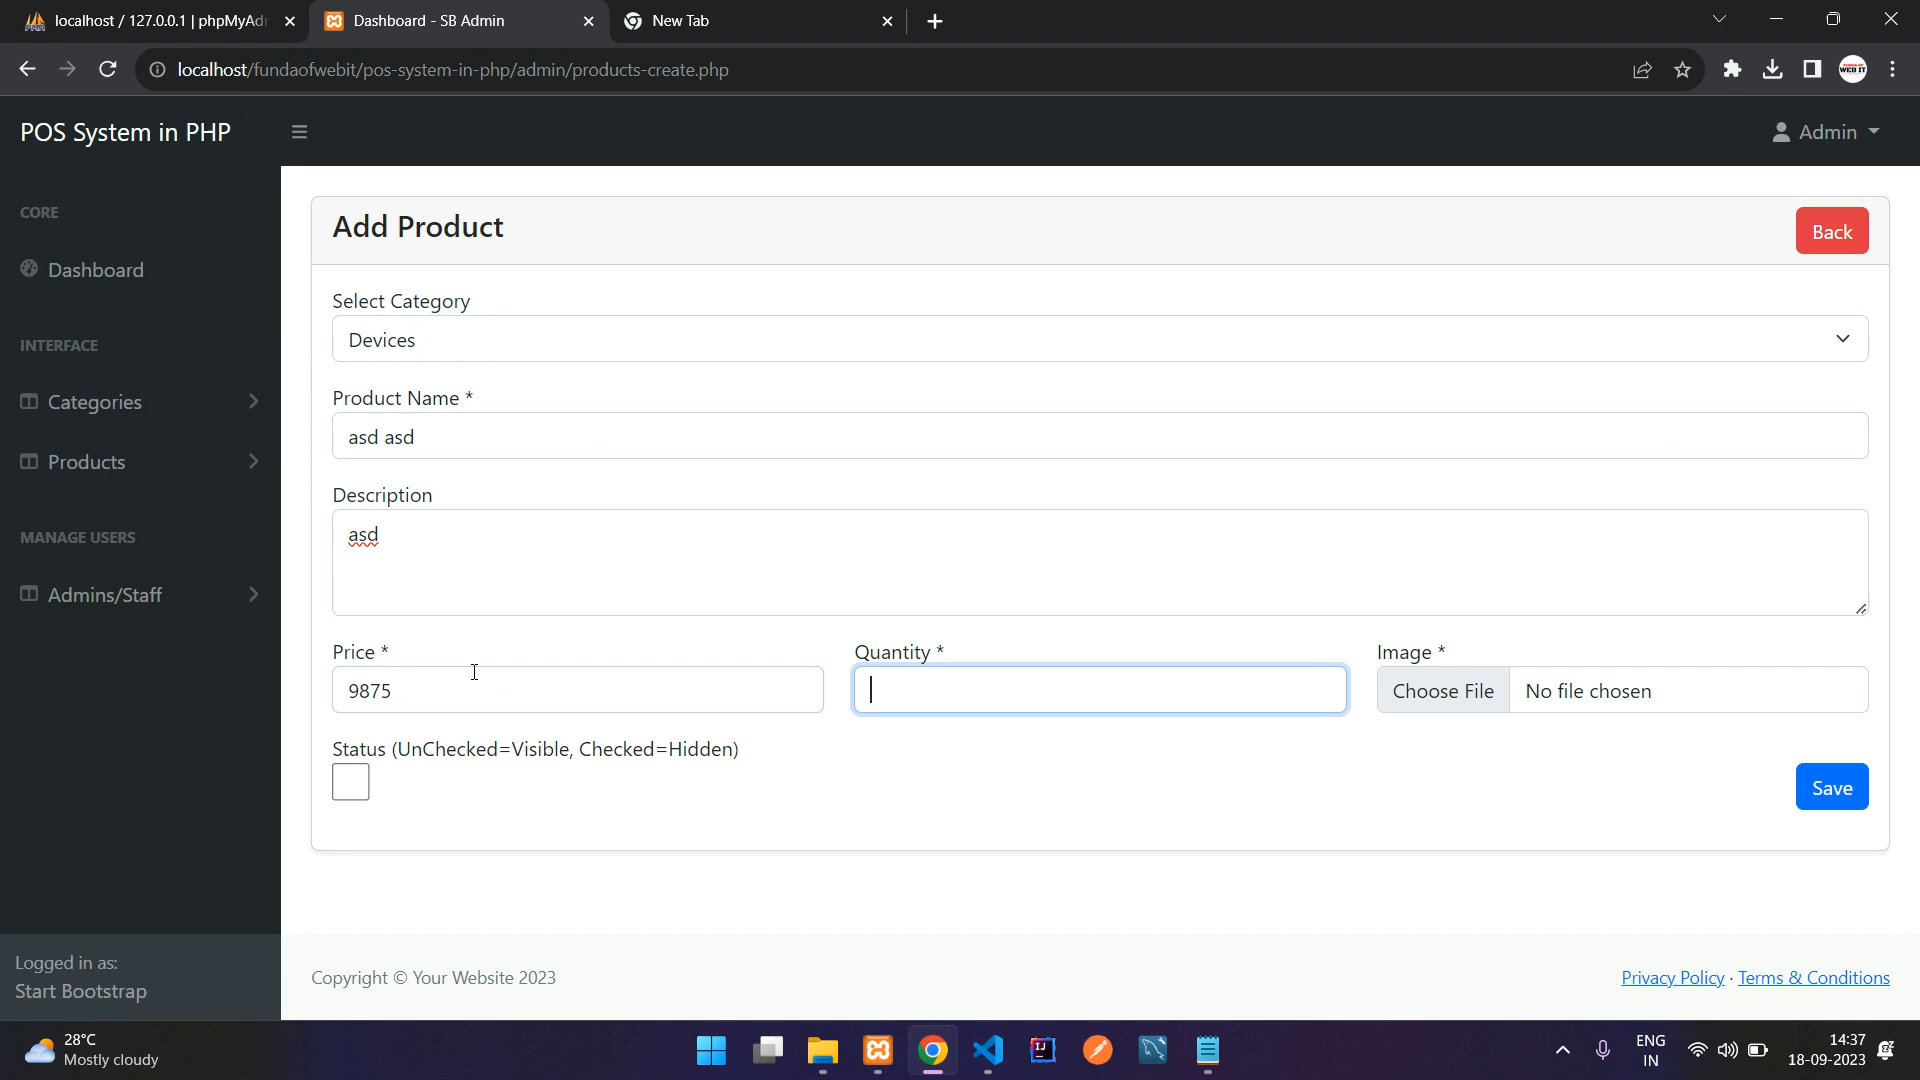 localhost / 127.0.0.1 | phpMyAdr
Dashboard - SB Admin
New Tab
localhost/fundaofwebit/pos-system-in-php/admin/products-create.php
POS System in PHP
Admin
CORE
Dashboard
INTERFACE
Categories
Products
MANAGE USERS
Admins/Staff
Logged in as:
Start Bootstrap
Add Product
Back
Select Category
Devices
Product Name *
asd asd
Description
asd
Price *
Quantity *
Image *
9875
Choose File
No file chosen
Status (UnChecked=Visible, Checked=Hidden)
Save
Copyright © Your Website 2023
Privacy Policy · Terms & Conditions
28°C
Mostly cloudy
ENG
IN
14:37
18-09-2023